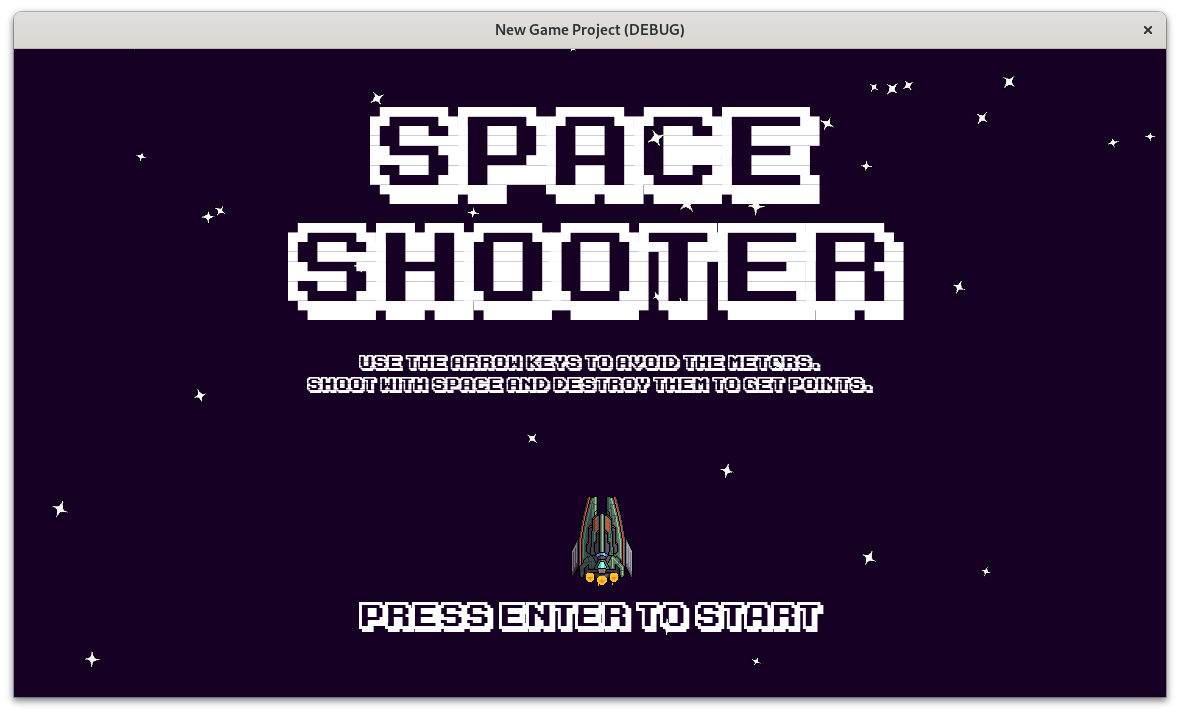 New Game Project (DEBUG)
SPACE
SHOOTER
USE THE ARROW KEYS TO AVOID THE METORS.
SHOOT WITH SPACE AND DESTROY THEM TO GET POINTS.
PRESS ENTER TO START